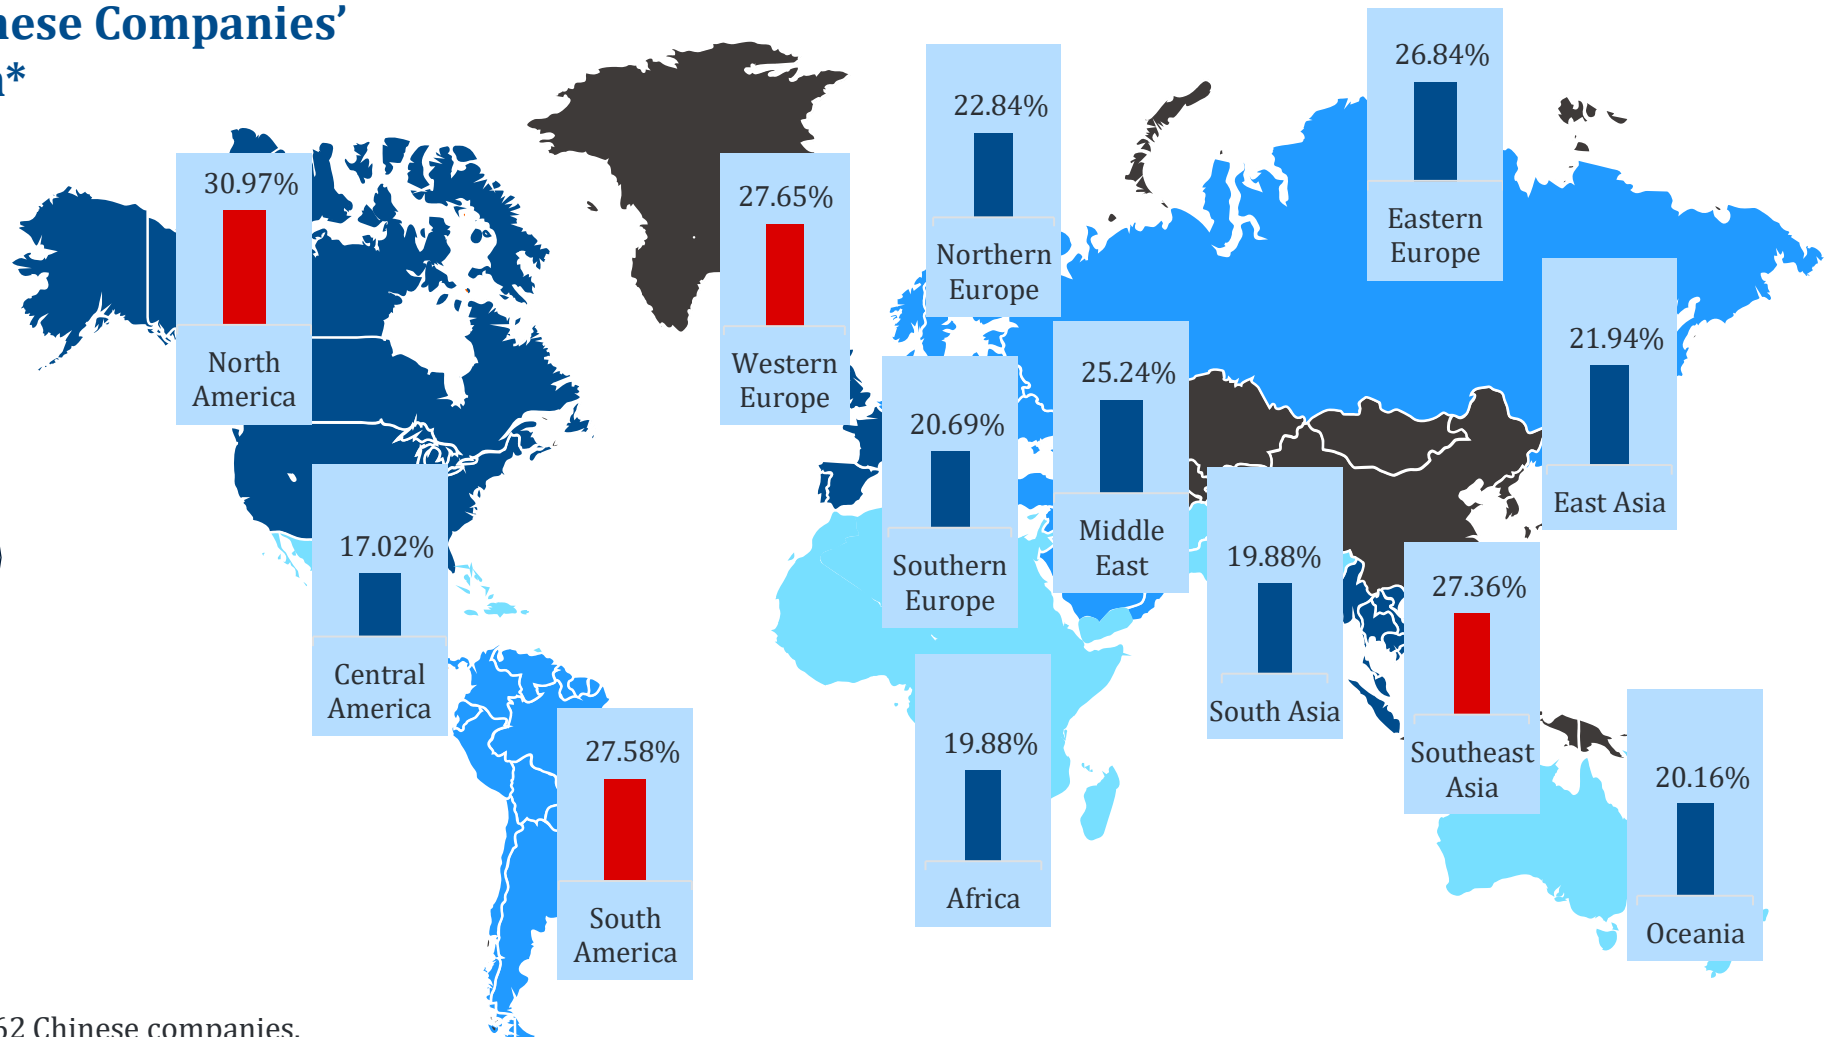 Companies'
26.84%
22.84%
30.97%
27.65%
Eastern
Europe
Northern
Europe
21.94%
North
America
Western
Europe
25.24%
20.69%
East Asia
17.02%
Middle
East
19.88%
Southern
Europe
27.36%
Central
America
South Asia
27.58%
19.88%
Southeast
Asia
20.16%
South
America
Africa
Oceania
62 Chinese companies.